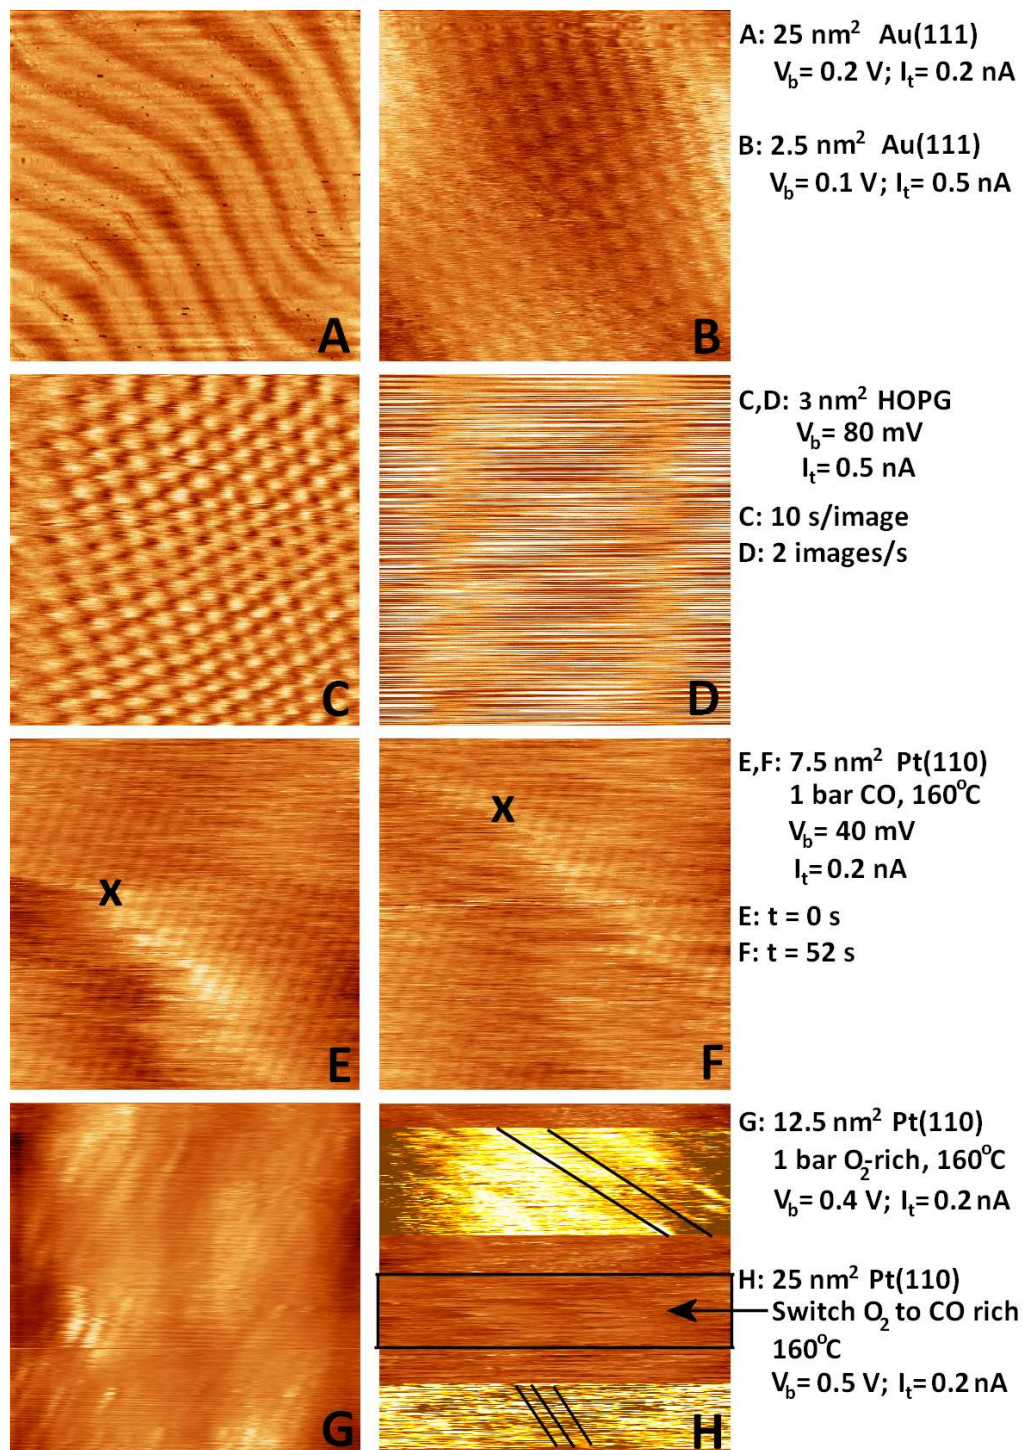 A: 25 nm² Au(111)
V_b= 0.2 V; I_t= 0.2 nA
B: 2.5 nm² Au(111)
V_b= 0.1 V; I_t= 0.5 nA
A
B
C,D: 3 nm² HOPG
V_b= 80 mV
I_t= 0.5 nA
C: 10 s/image
D: 2 images/s
C
D
E,F: 7.5 nm² Pt(110)
1 bar CO, 160°C
V_b= 40 mV
I_t= 0.2 nA
E: t = 0 s
F: t = 52 s
X
X
E
F
G: 12.5 nm² Pt(110)
1 bar O₂-rich, 160°C
V_b= 0.4 V; I_t= 0.2 nA
H: 25 nm² Pt(110)
Switch O₂ to CO rich
160°C
V_b= 0.5 V; I_t= 0.2 nA
G
H